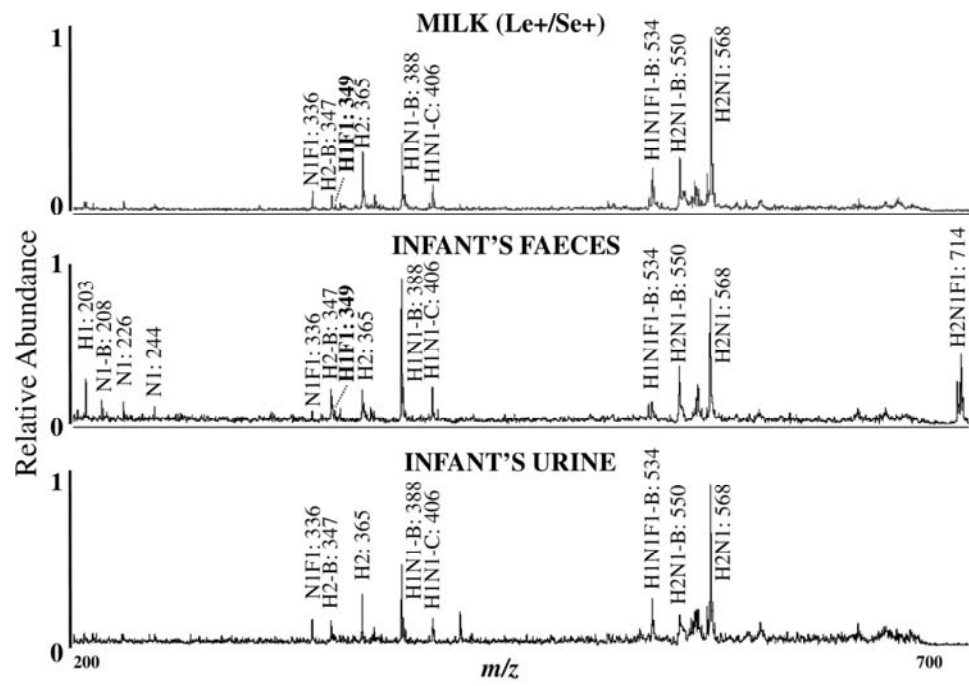 MILK (Le+/Se+)
1
N1F1: 336
H2-B: 347
H1F1: 349
H2: 365
H1N1-B: 388
H1N1-C: 406
H1N1F1-B: 534
H2N1-B: 550
H2N1: 568
0
Relative Abundance
INFANT'S FAECES
1
H1: 203
N1-B: 208
N1: 226
N1: 244
N1F1: 336
H2-B: 347
H1F1: 349
H2: 365
H1N1-B: 388
H1N1-C: 406
H1N1F1-B: 534
H2N1-B: 550
H2N1: 568
H2N1F1: 714
0
INFANT'S URINE
1
N1F1: 336
H2-B: 347
H2: 365
H1N1-B: 388
H1N1-C: 406
H1N1F1-B: 534
H2N1-B: 550
H2N1: 568
0
200
m/z
700